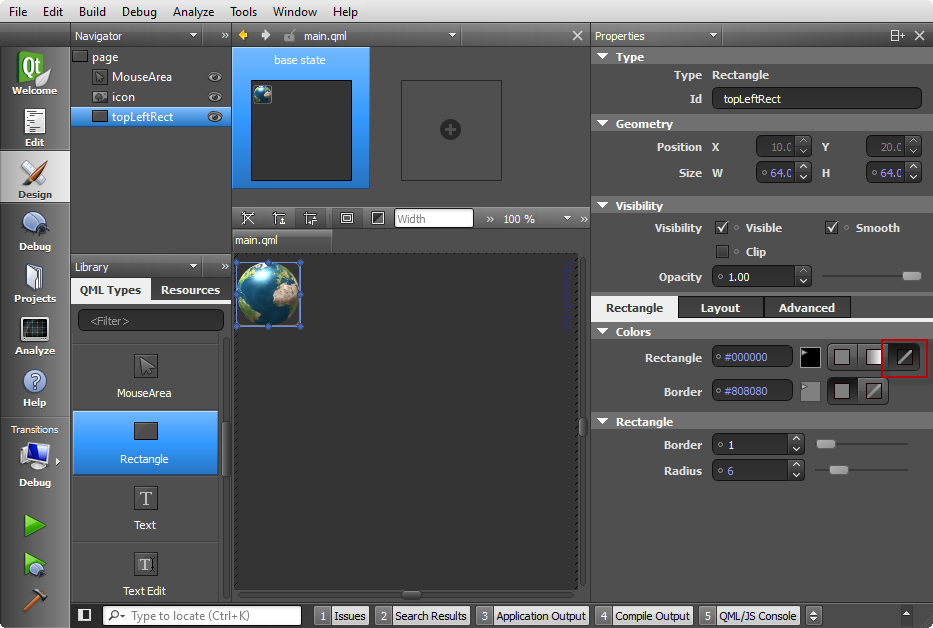 File Edit Build Debug Analyze Tools Window Help
Navigator » main.qml Properties
Qt
Welcome
Edit
Design
Debug
Projects
Analyze
Help
Transitions
Debug
page
MouseArea
icon
topLeftRect
base state
Width » 100 % »
main.qml
Library »
QML Types Resources
<Filter>
MouseArea
Rectangle
T
Text
T
Text Edit
Type
Type Rectangle
Id topLeftRect
Geometry
Position X 10.0 Y 20.0
Size W 64.0 H 64.0
Visibility
Visibility Visible Smooth
Clip
Opacity 1.00
Rectangle Layout Advanced
Colors
Rectangle #000000
Border #808080
Rectangle
Border 1
Radius 6
Type to locate (Ctrl+K) 1 Issues 2 Search Results 3 Application Output 4 Compile Output 5 QML/JS Console